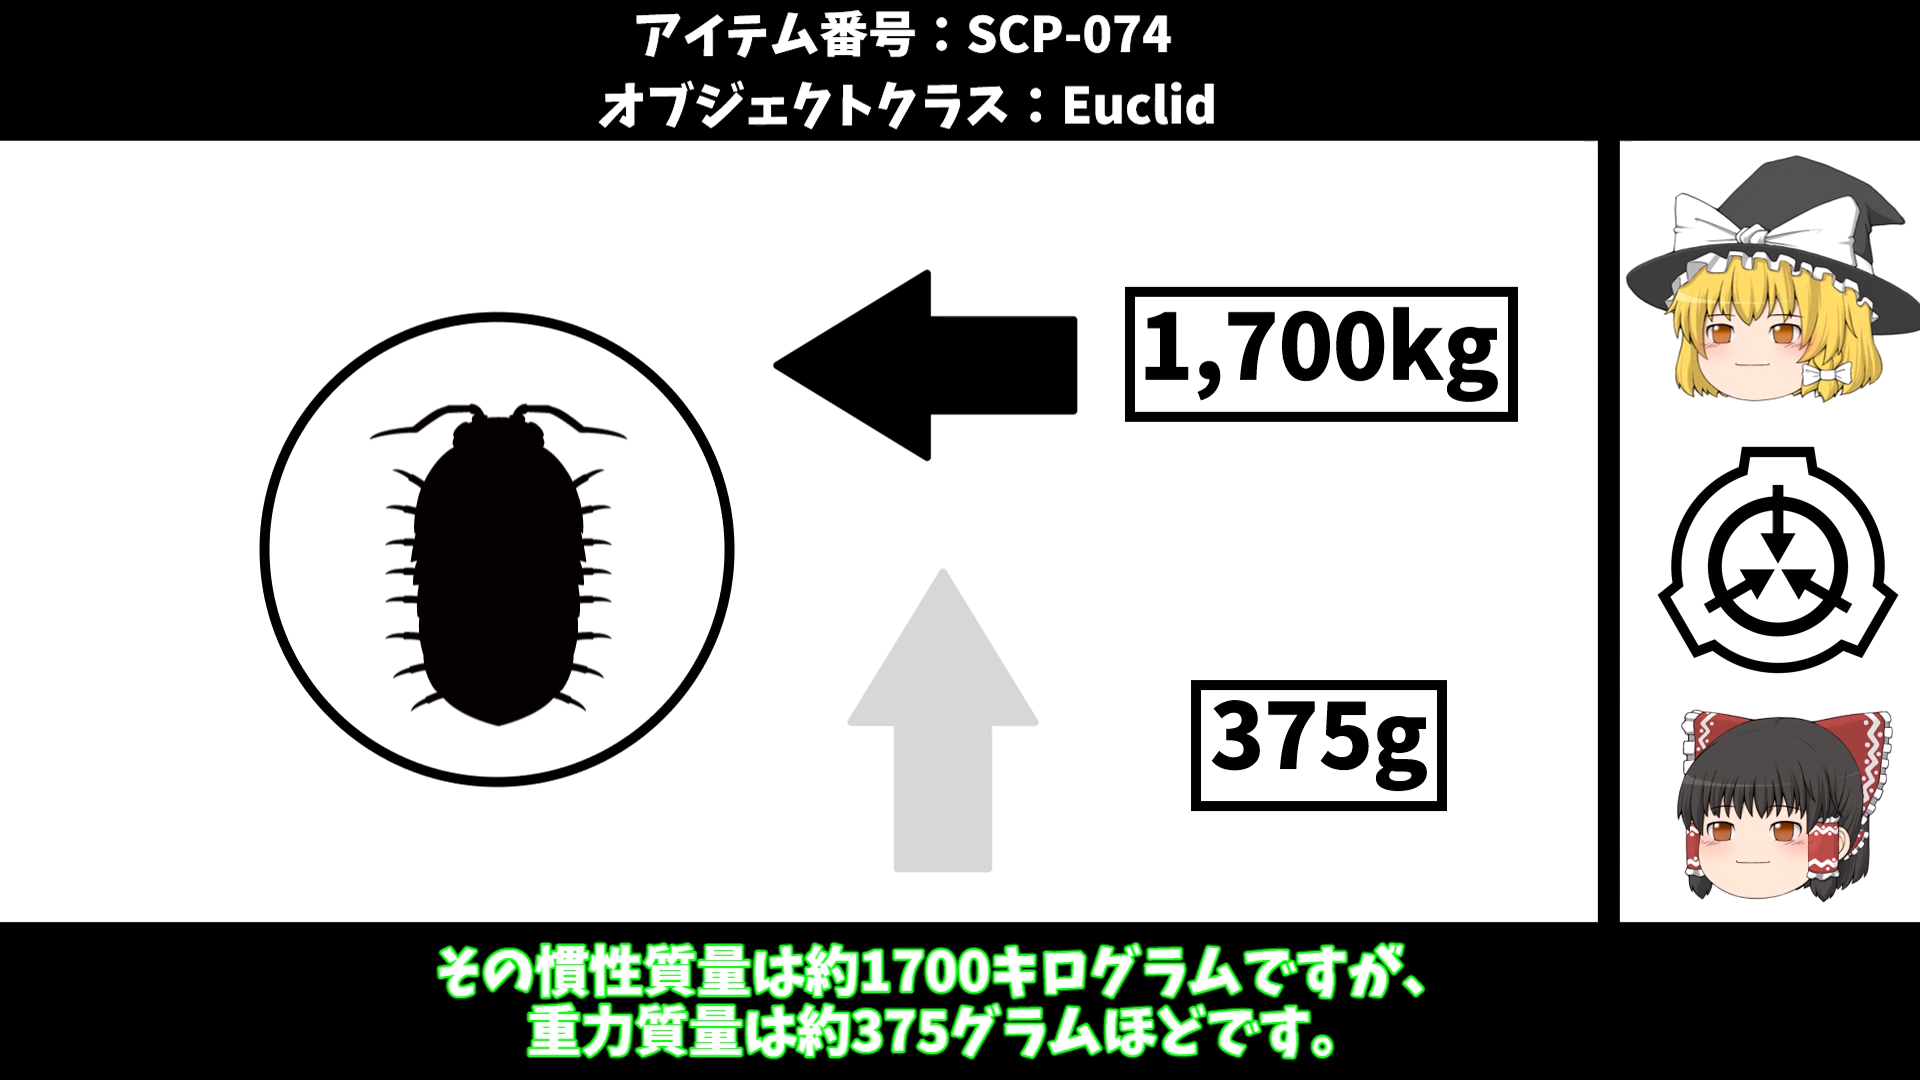 アイテム番号：SCP-074
オブジェクトクラス：Euclid
1,700kg
375g
その慣性質量は約1700キログラムですが、
重力質量は約375グラムほどです。